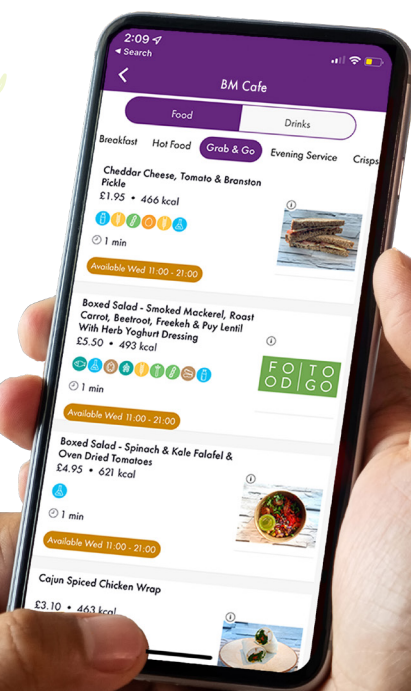 2:09
Search
BM Cafe
Food
Drinks
Breakfast
Hot Food
Grab & Go
Evening Service
Crisps
Cheddar Cheese, Tomato & Branston
Pickle
£1.95 • 466 kcal
1 min
Available Wed 11:00 - 21:00
Boxed Salad - Smoked Mackerel, Roast
Carrot, Beetroot, Freekeh & Puy Lentil
With Herb Yoghurt Dressing
£5.50 • 493 kcal
FO|TO
OD|GO
1 min
Available Wed 11:00 - 21:00
Boxed Salad - Spinach & Kale Falafel &
Oven Dried Tomatoes
£4.95 • 621 kcal
1 min
Available Wed 11:00 - 21:00
Cajun Spiced Chicken Wrap
£3.10 • 463 kcal